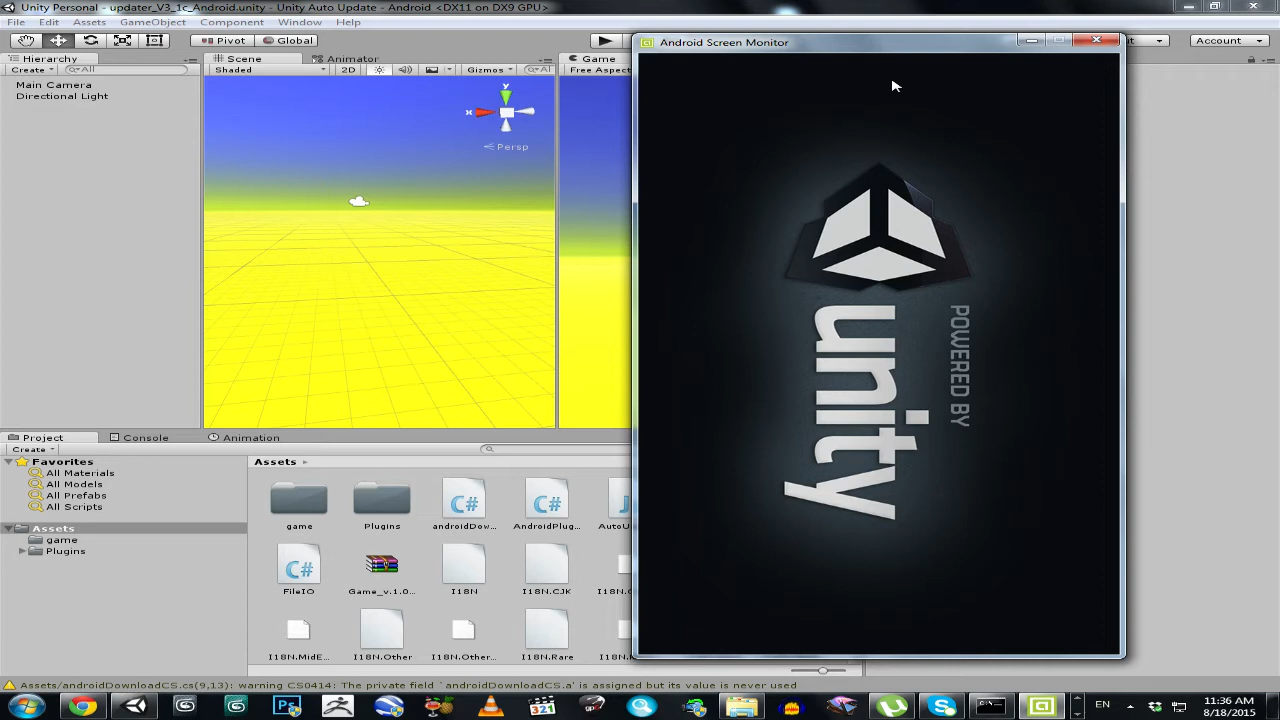 Unity Personal - updater_V3_1c_Android.unity - Unity Auto Update - Android <DX11 on DX9 GPU>
File Edit Assets GameObject Component Window Help
Pivot Global Account
Hierarchy
Create All
Main Camera
Directional Light
Scene Animator
Shaded 2D Gizmos All
y
x
Persp
Game
Free Aspect
Android Screen Monitor
POWERED BY
unity
Project Console Animation
Create
Favorites
All Materials
All Models
All Prefabs
All Scripts
Assets
game
Plugins
Assets
game Plugins androidDow... AndroidPlug...
C# C# C#
FileIO Game_v.1.0... I18N I18N.CJK
I18N.MidE... I18N.Other I18N.Other... I18N.Rare
Assets/androidDownloadCS.cs(9,13): warning CS0414: The private field `androidDownloadCS.a' is assigned but its value is never used
Ps 321 EN 11:36 AM
8/18/2015